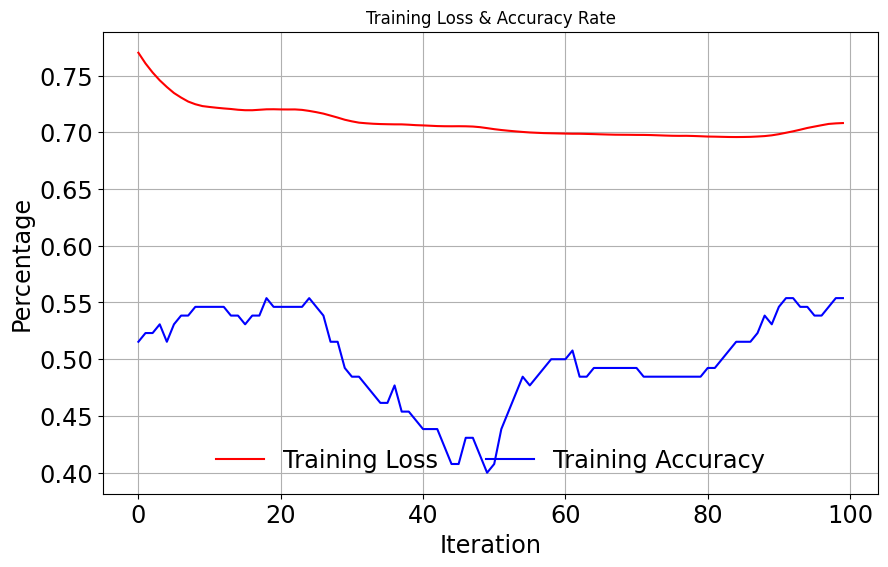 Training Loss & Accuracy Rate
Percentage
0.75
0.70
0.65
0.60
0.55
0.50
0.45
0.40
Training Loss
Training Accuracy
0 20 40 60 80 100
Iteration